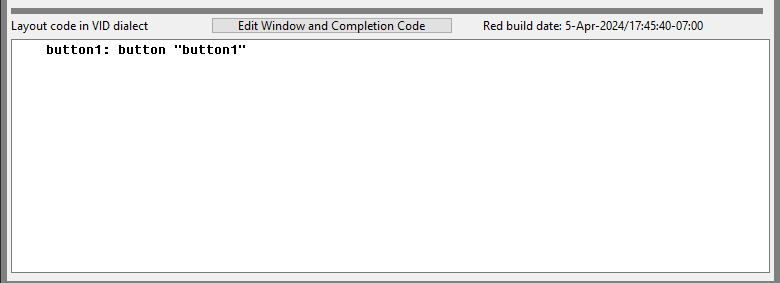 Layout code in VID dialect
Edit Window and Completion Code
Red build date: 5-Apr-2024/17:45:40-07:00
button1: button "button1"